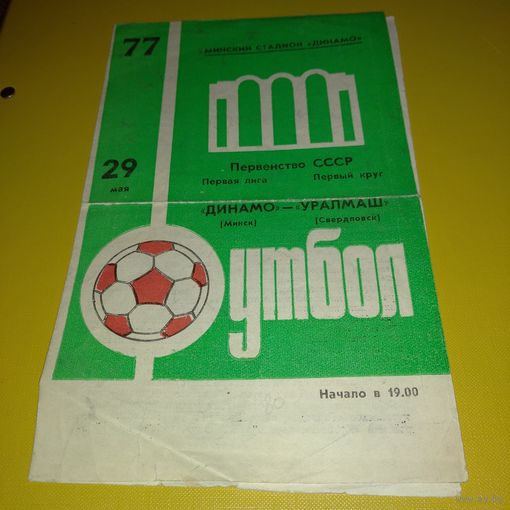 77
МИНСКИЙ СТАДИОН «ДИНАМО»
29
мая
Первенство СССР
Первая лига Первый круг
«ДИНАМО» — «УРАЛМАШ»
(Минск) (Свердловск)
футбол
Начало в 19.00